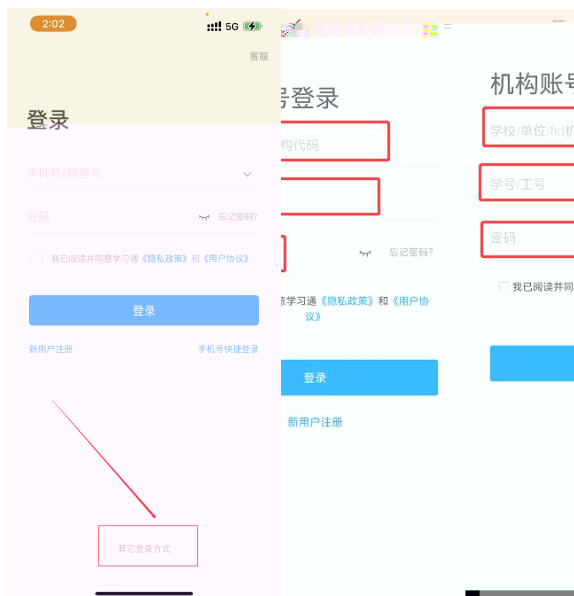 2:02
5G
客服
登录
手机号/超星号
密码
忘记密码?
我已阅读并同意学习通《隐私政策》和《用户协议》
登录
新用户注册
手机号快捷登录
其它登录方式
号登录
构代码
忘记密码?
意学习通《隐私政策》和《用户协
议》
登录
新用户注册
机构账号
学校/单位/fid机
学号/工号
密码
我已阅读并同